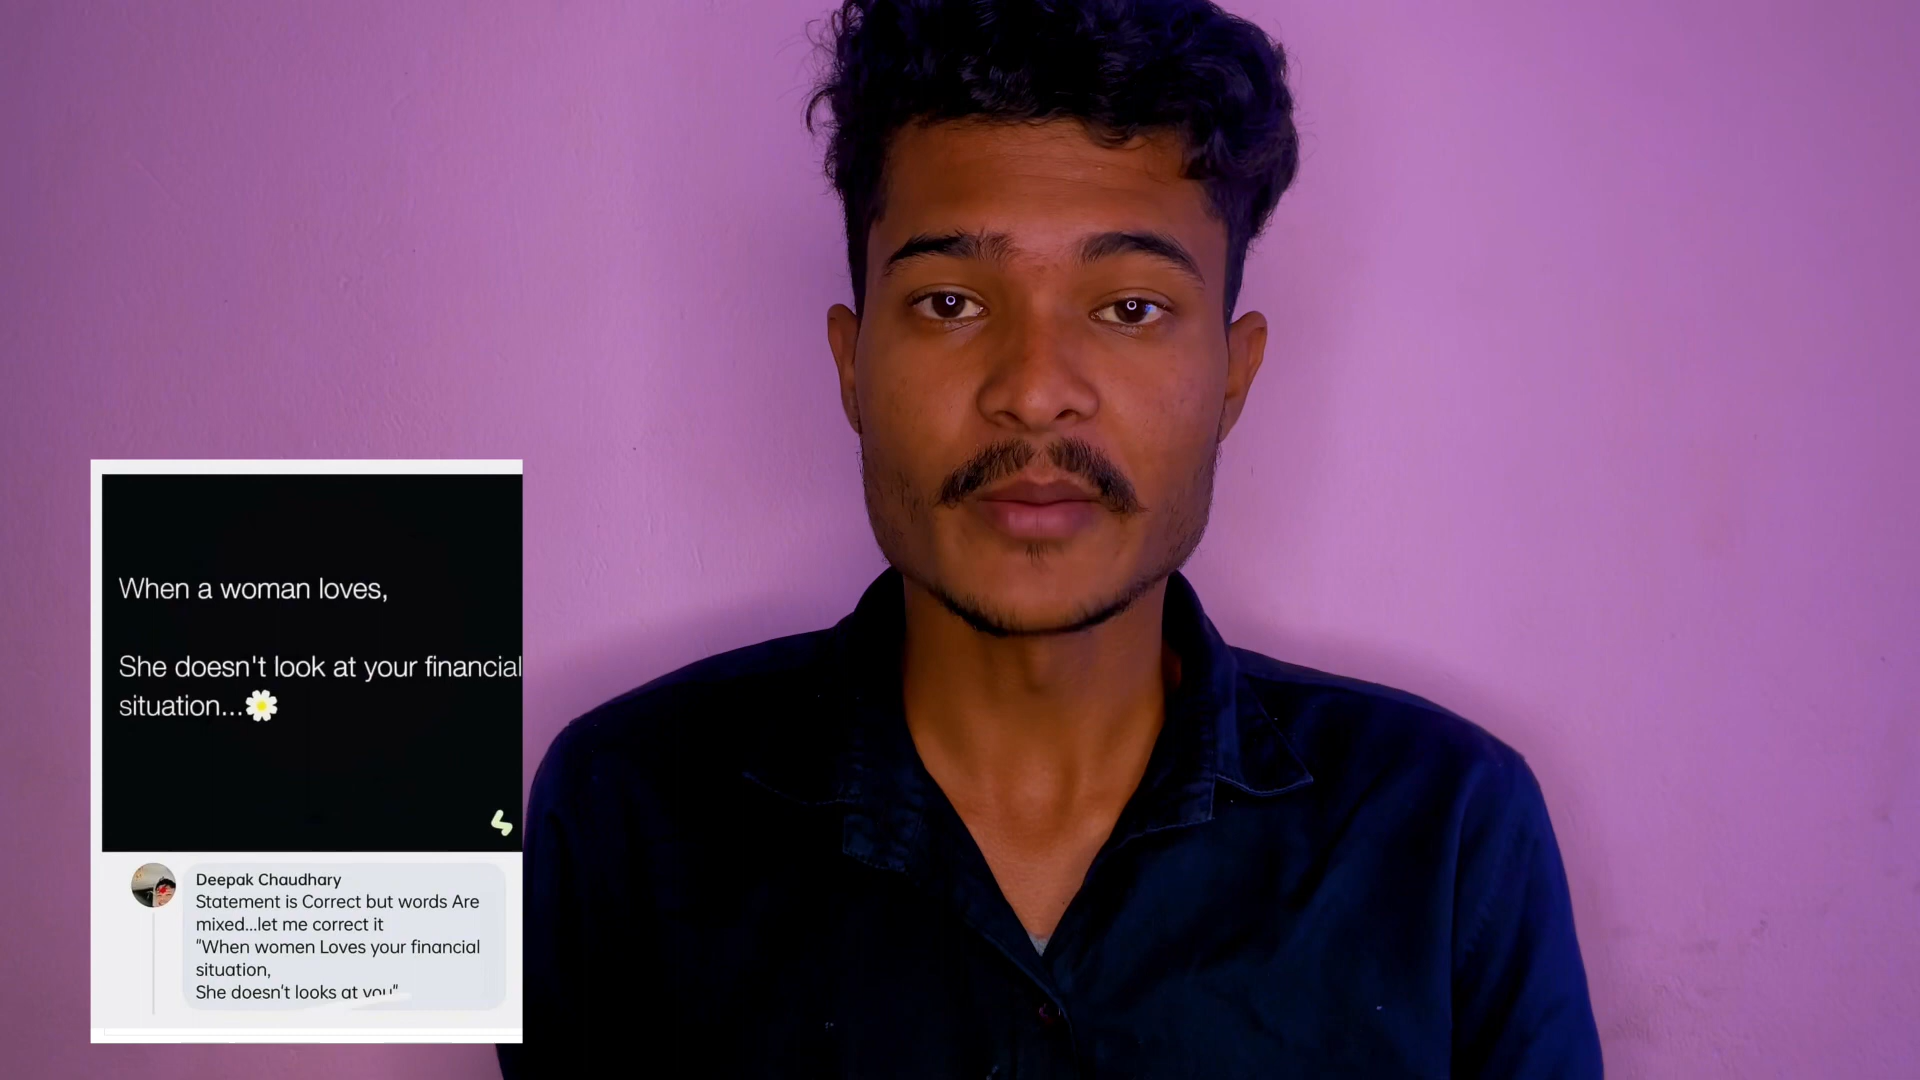 When a woman loves,
She doesn't look at your financial
situation...
Deepak Chaudhary
Statement is Correct but words Are
mixed...let me correct it
"When women Loves your financial
situation,
She doesn't looks at you"